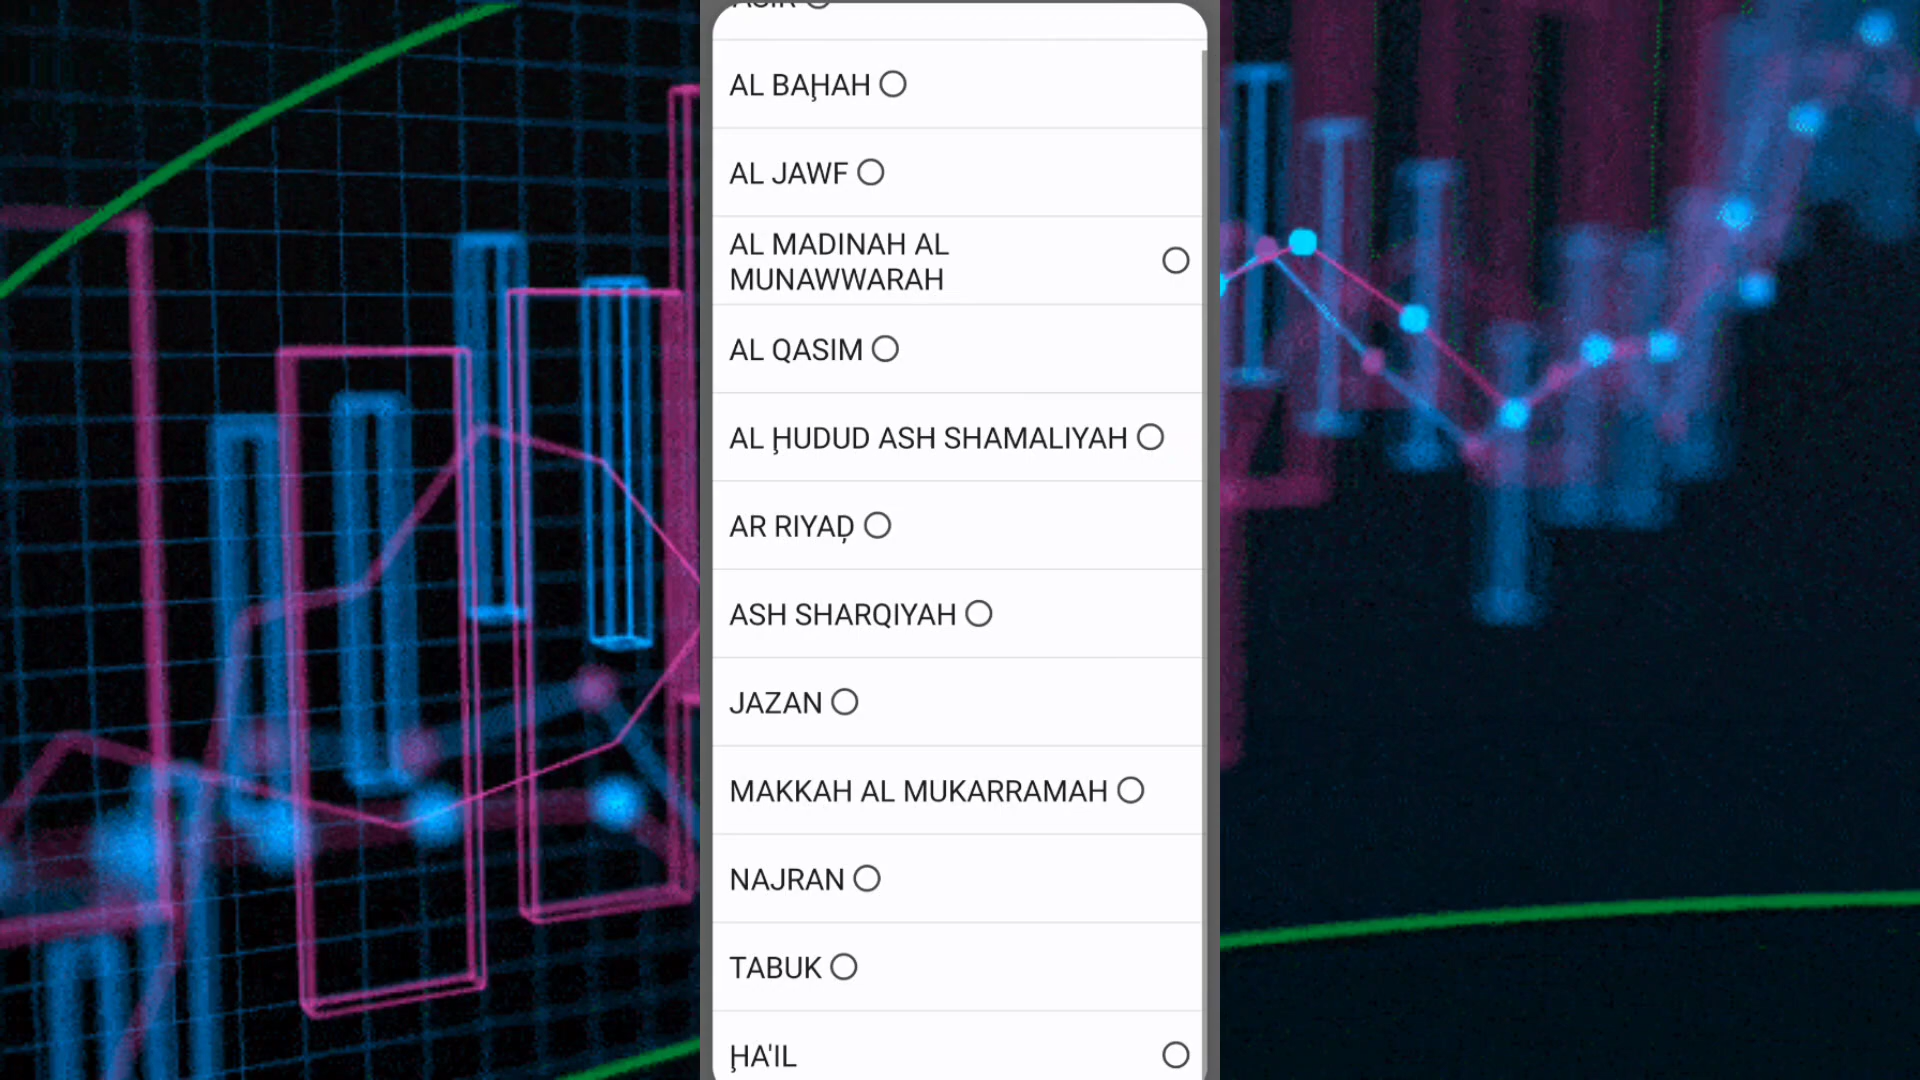 AL BAḨAH
AL JAWF
AL MADINAH AL
MUNAWWARAH
AL QASIM
AL ḨUDUD ASH SHAMALIYAH
AR RIYAḐ
ASH SHARQIYAH
JAZAN
MAKKAH AL MUKARRAMAH
NAJRAN
TABUK
ḨA'IL